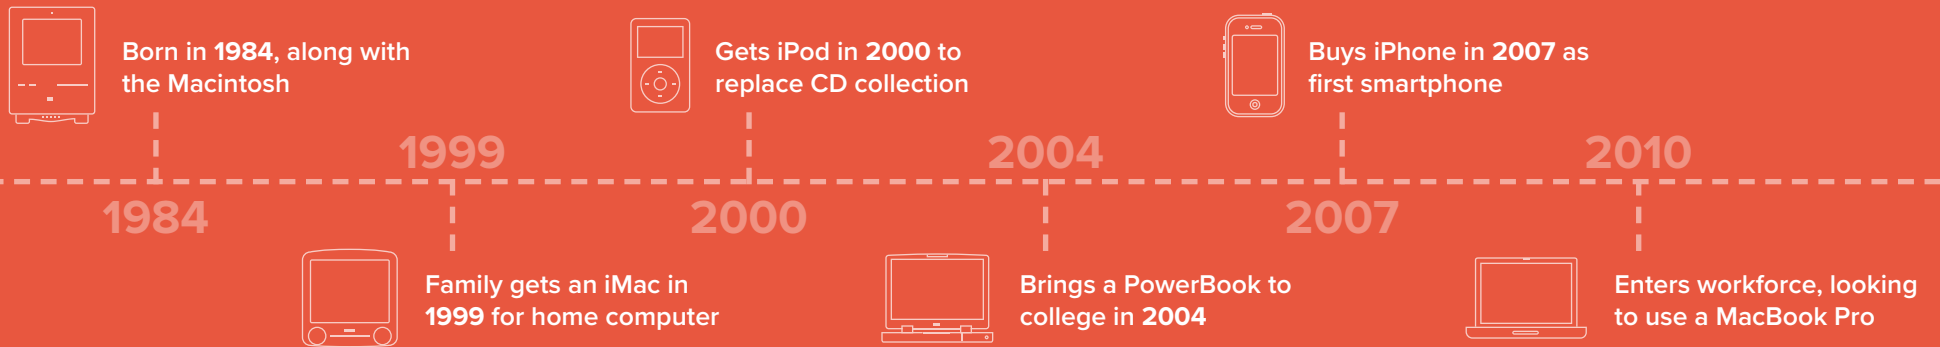 Born in 1984, along with
the Macintosh
1984
1999
Family gets an iMac in
1999 for home computer
Gets iPod in 2000 to
replace CD collection
2000
2004
Brings a PowerBook to
college in 2004
Buys iPhone in 2007 as
first smartphone
2007
2010
Enters workforce, looking
to use a MacBook Pro